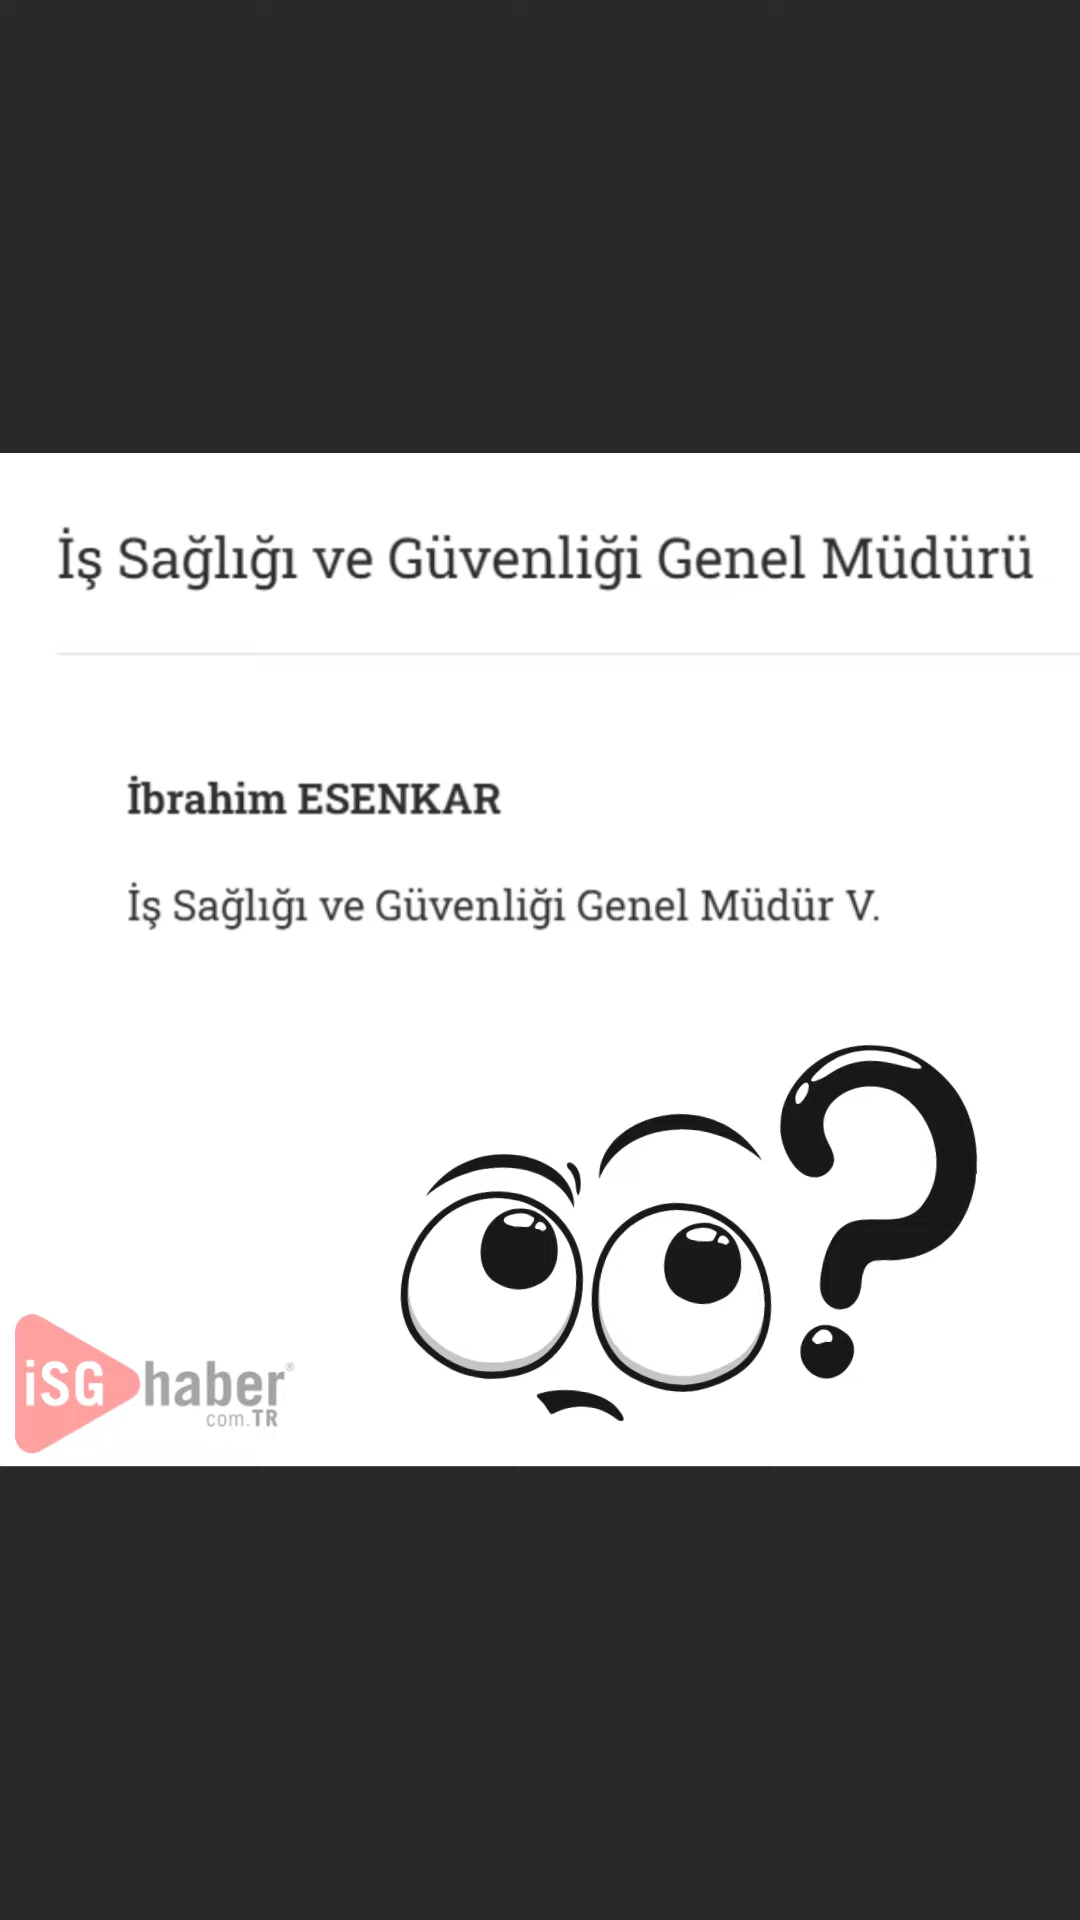 İş Sağlığı ve Güvenliği Genel Müdürü
İbrahim ESENKAR
İş Sağlığı ve Güvenliği Genel Müdür V.
?
iSG haber®
com.TR